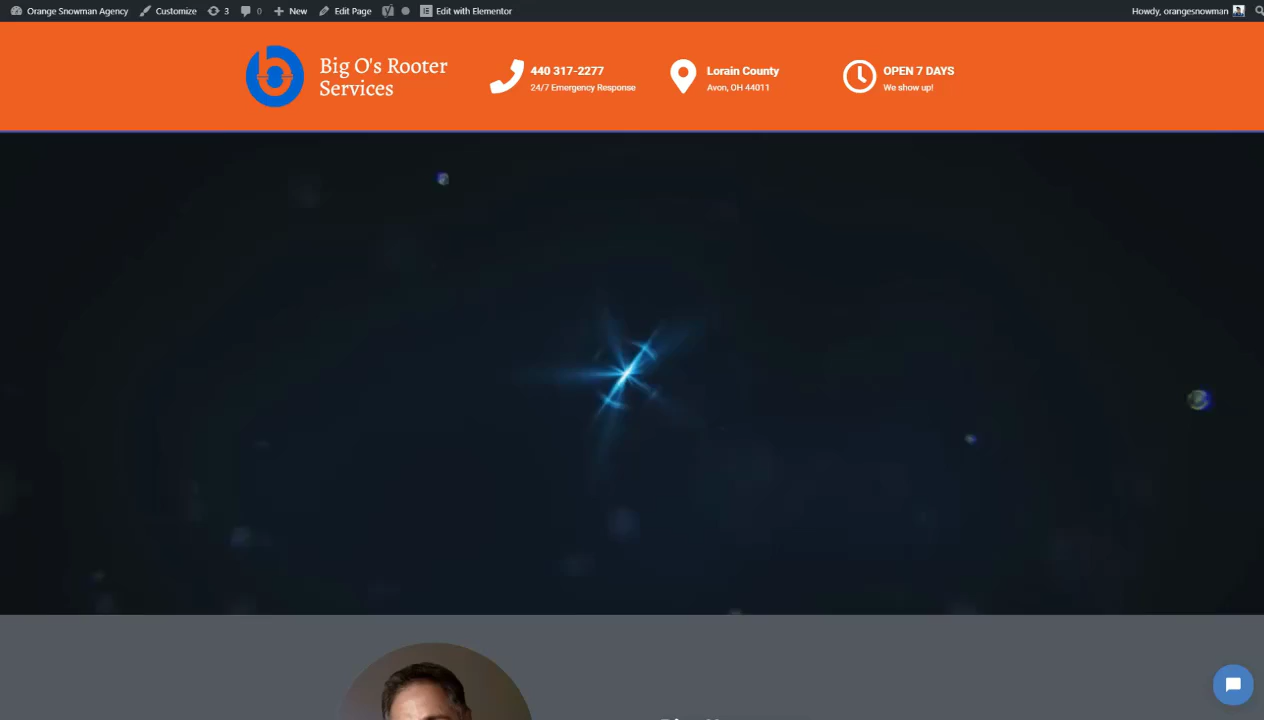 Orange Snowman Agency Customize 3 0 New Edit Page Edit with Elementor Howdy, orangesnowman
Big O's Rooter
Services
440 317-2277
24/7 Emergency Response
Lorain County
Avon, OH 44011
OPEN 7 DAYS
We show up!